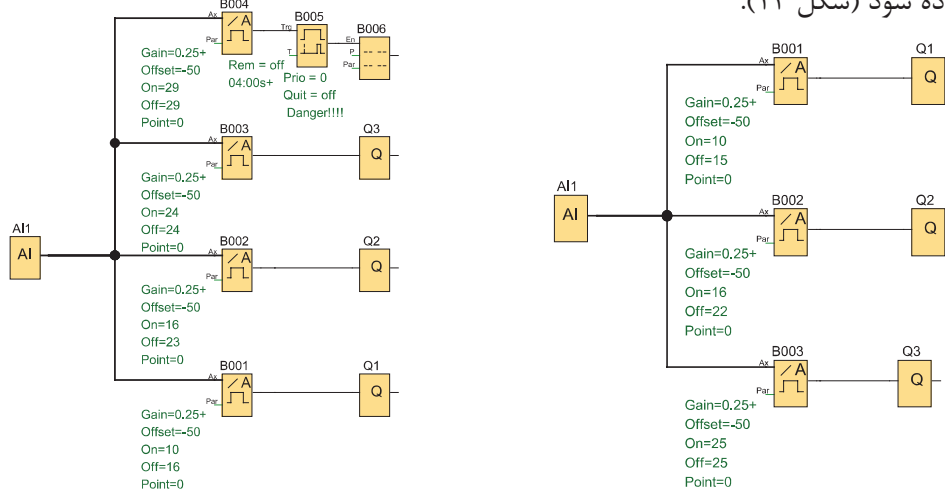 ده شود (شکل
B004
Ax
Par
Gain=0.25+
Offset=-50
On=29
Off=29
Point=0
B005
Trg
T
Rem = off
04:00s+
B006
En
P
Par
Prio = 0
Quit = off
Danger!!!!
B003
Ax
Par
Gain=0.25+
Offset=-50
On=24
Off=24
Point=0
Q3
Q
AI1
AI
B002
Ax
Par
Gain=0.25+
Offset=-50
On=16
Off=23
Point=0
Q2
Q
B001
Ax
Par
Gain=0.25+
Offset=-50
On=10
Off=16
Point=0
Q1
Q
B001
Ax
Par
Gain=0.25+
Offset=-50
On=10
Off=15
Point=0
Q1
Q
AI1
AI
B002
Ax
Par
Gain=0.25+
Offset=-50
On=16
Off=22
Point=0
Q2
Q
B003
Ax
Par
Gain=0.25+
Offset=-50
On=25
Off=25
Point=0
Q3
Q
A
A
A
A
A
A
A